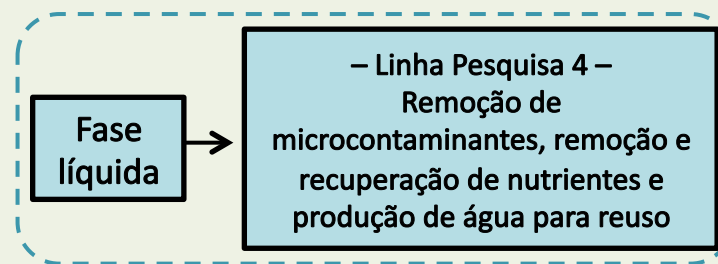 Fase
líquida
– Linha Pesquisa 4 –
Remoção de
microcontaminantes, remoção e
recuperação de nutrientes e
produção de água para reuso